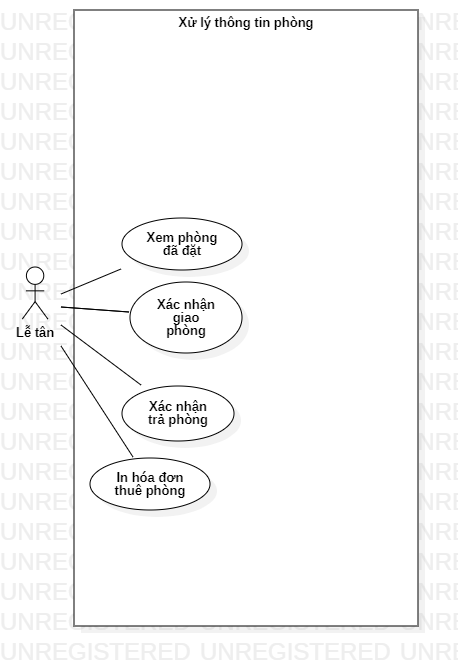 Xử lý thông tin phòng
Xem phòng
đã đặt
Xác nhận
giao
phòng
Lễ tân
Xác nhận
trả phòng
In hóa đơn
thuê phòng
UNREGISTERED UNREGISTERED UNREG